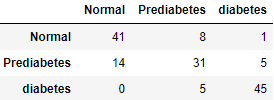 Normal Prediabetes diabetes
Normal 41 8 1
Prediabetes 14 31 5
diabetes 0 5 45